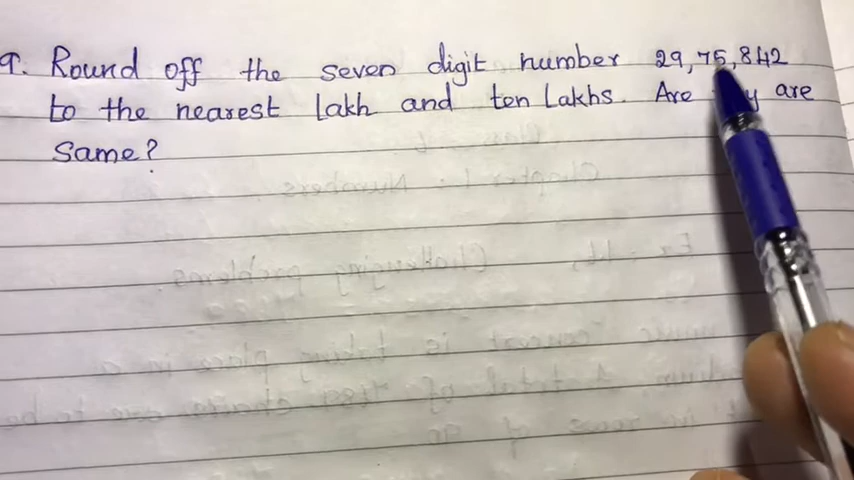 9. Round off the seven digit number 29,75,842
to the nearest lakh and ten Lakhs. Are y are
Same?